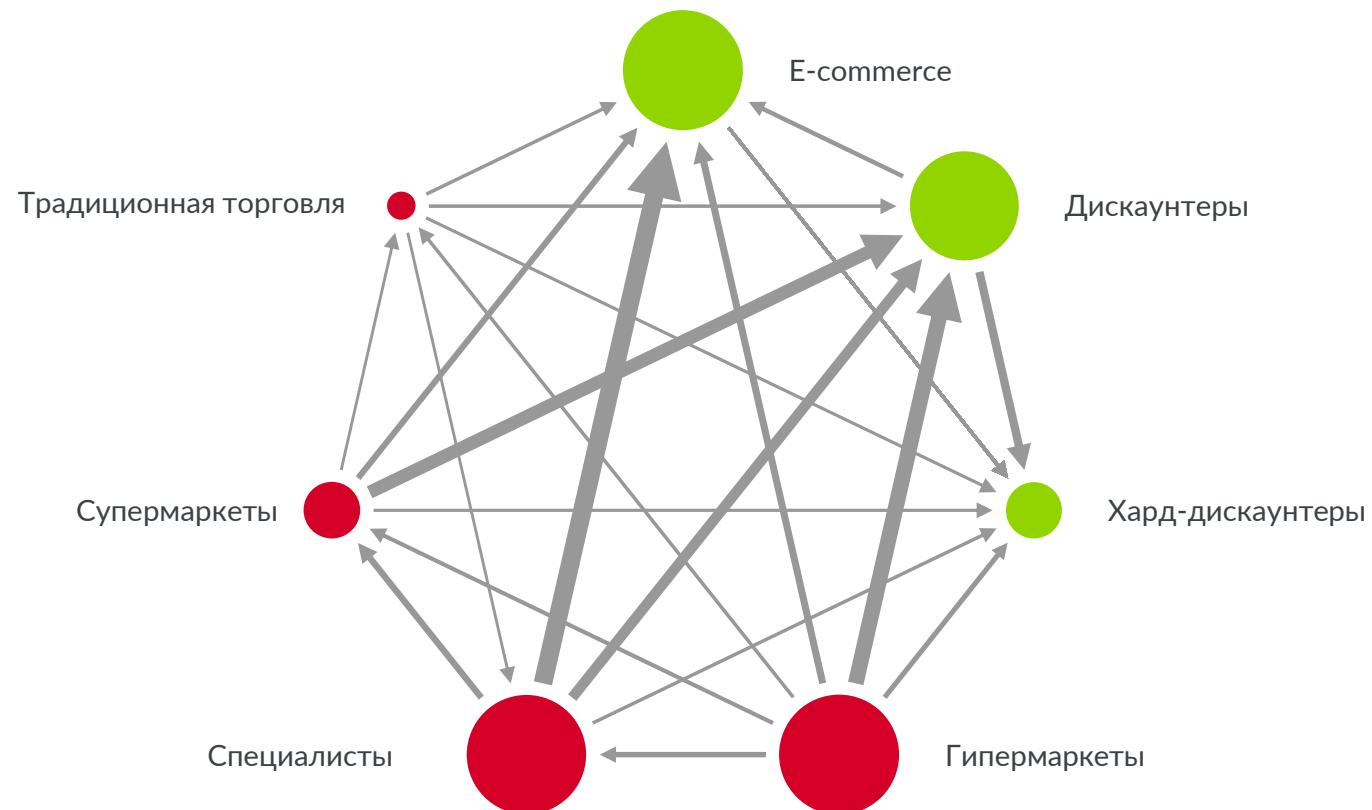 E-commerce
Традиционная торговля
Дискаунтеры
Супермаркеты
Хард-дискаунтеры
Специалисты
Гипермаркеты